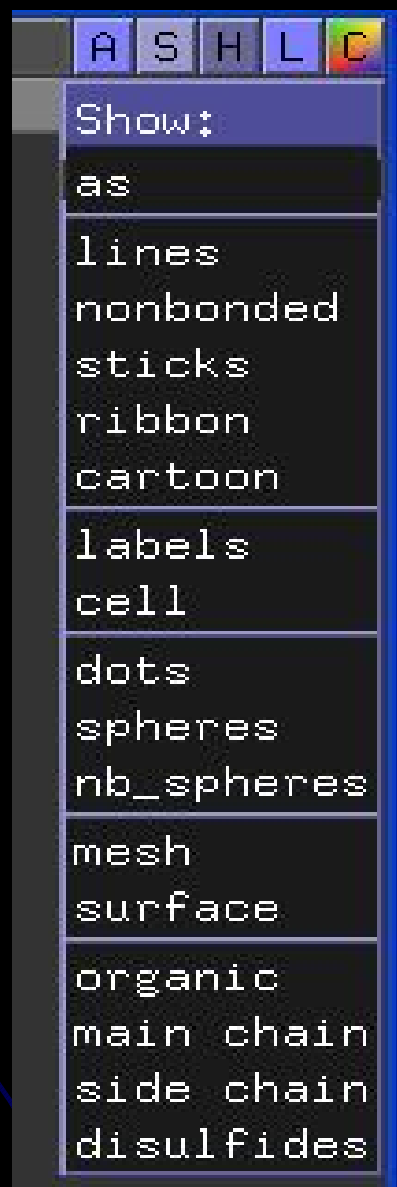 A S H L C
Show:
as
lines
nonbonded
sticks
ribbon
cartoon
labels
cell
dots
spheres
nb_spheres
mesh
surface
organic
main chain
side chain
disulfides